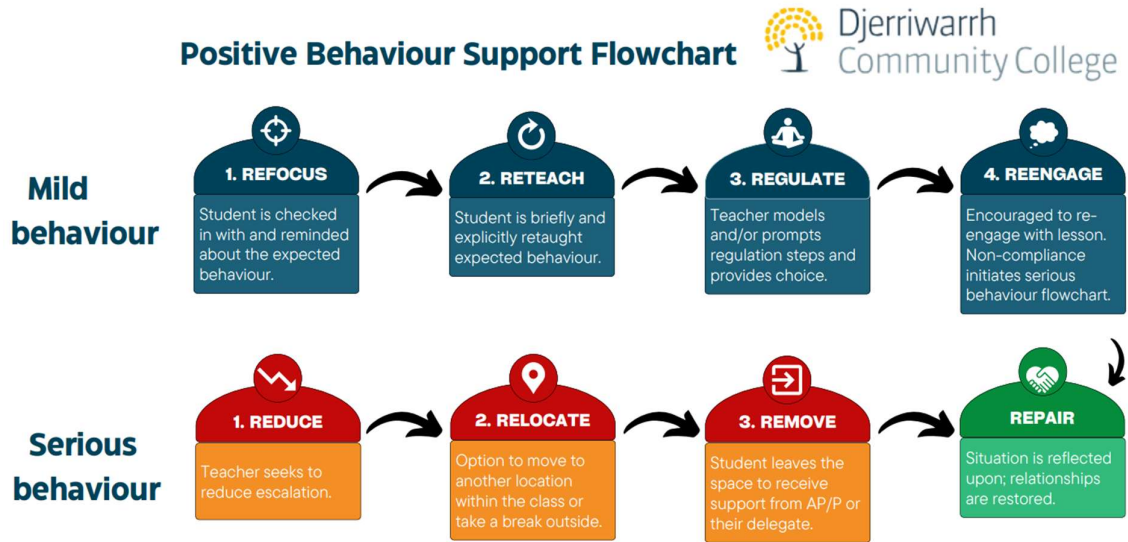 Positive Behaviour Support Flowchart
Djerriwarrh
Community College
Mild
behaviour
1. REFOCUS
Student is checked
in with and reminded
about the expected
behaviour.
2. RETEACH
Student is briefly and
explicitly retaught
expected behaviour.
3. REGULATE
Teacher models
and/or prompts
regulation steps and
provides choice.
4. REENGAGE
Encouraged to re-
engage with lesson.
Non-compliance
initiates serious
behaviour flowchart.
Serious
behaviour
1. REDUCE
Teacher seeks to
reduce escalation.
2. RELOCATE
Option to move to
another location
within the class or
take a break outside.
3. REMOVE
Student leaves the
space to receive
support from AP/P or
their delegate.
REPAIR
Situation is reflected
upon; relationships
are restored.